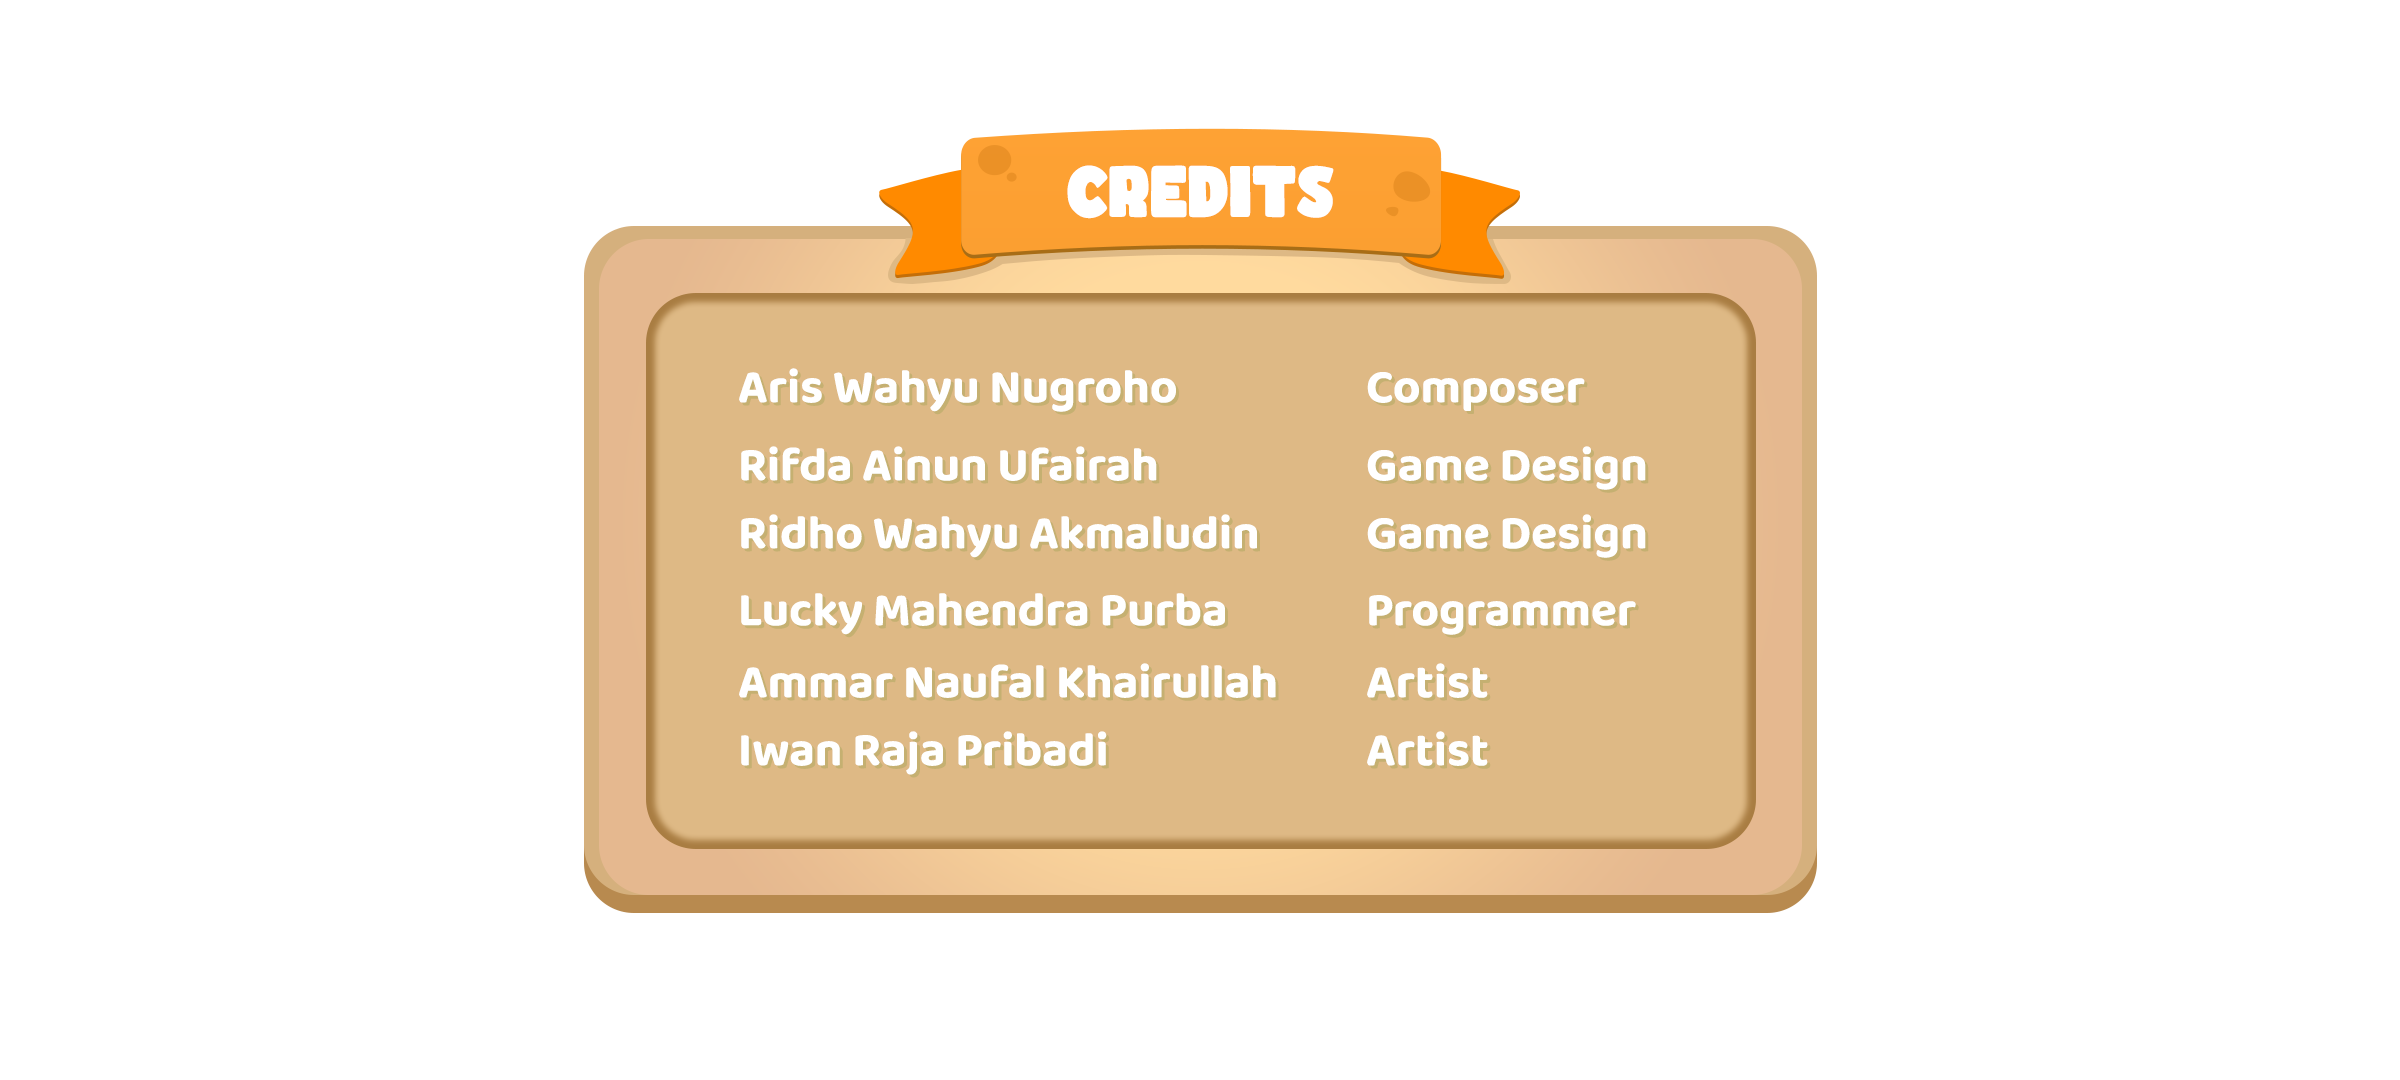 CREDITS
Aris Wahyu Nugroho Composer
Rifda Ainun Ufairah Game Design
Ridho Wahyu Akmaludin Game Design
Lucky Mahendra Purba Programmer
Ammar Naufal Khairullah Artist
Iwan Raja Pribadi Artist